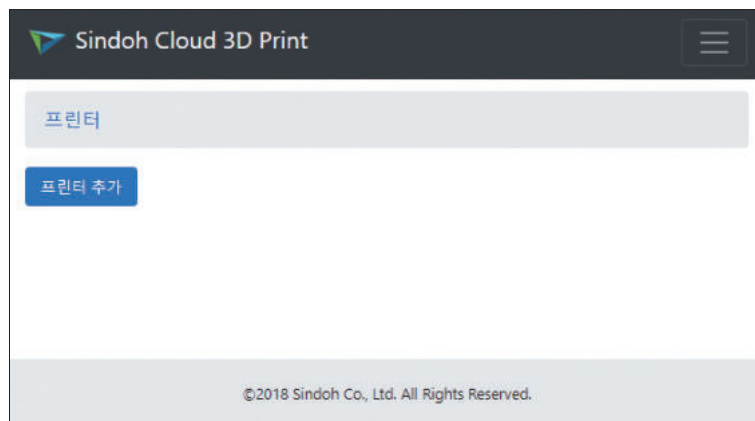 Sindoh Cloud 3D Print
프린터
프린터 추가
©2018 Sindoh Co., Ltd. All Rights Reserved.